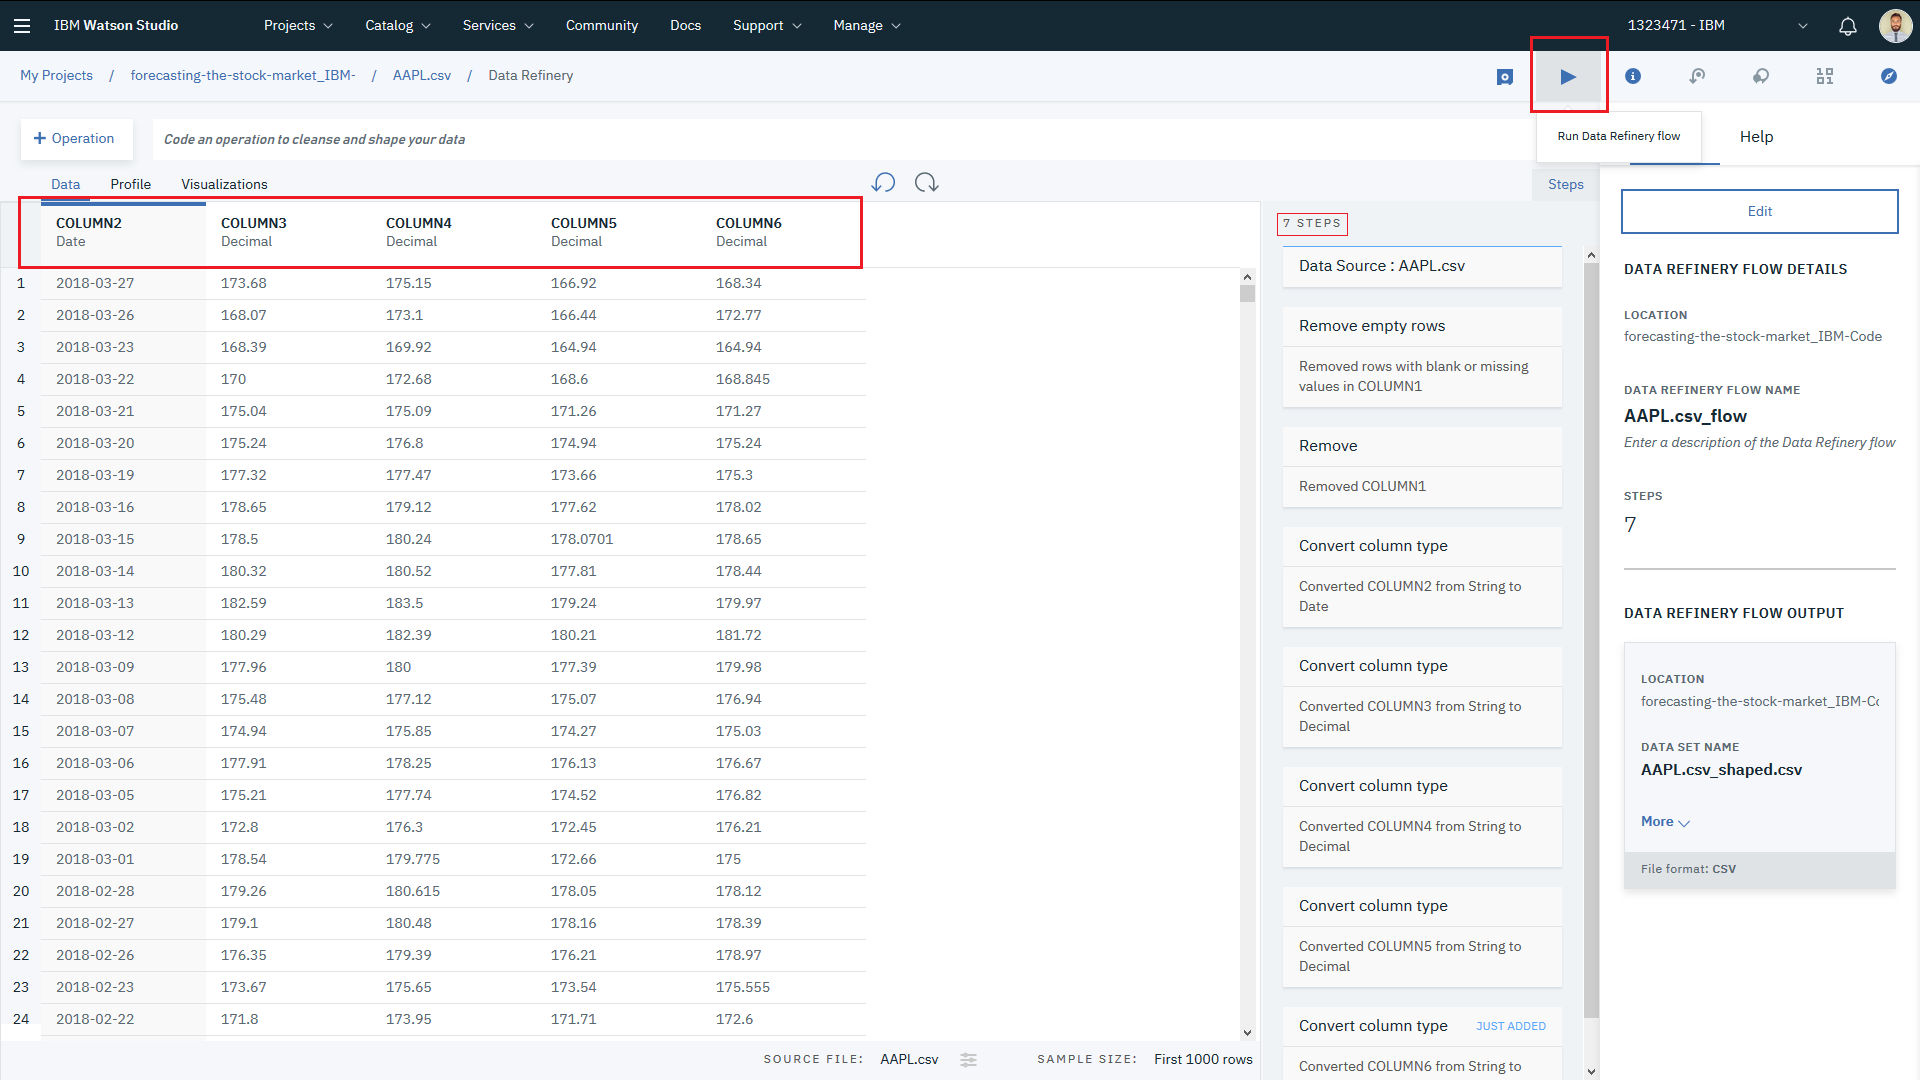 IBM Watson Studio Projects Catalog Services Community Docs Support Manage 1323471 - IBM
My Projects / forecasting-the-stock-market_IBM- / AAPL.csv / Data Refinery
+ Operation Code an operation to cleanse and shape your data
Run Data Refinery flow
Help
Data Profile Visualizations
Steps
COLUMN2 COLUMN3 COLUMN4 COLUMN5 COLUMN6
Date Decimal Decimal Decimal Decimal
1 2018-03-27 173.68 175.15 166.92 168.34
2 2018-03-26 168.07 173.1 166.44 172.77
3 2018-03-23 168.39 169.92 164.94 164.94
4 2018-03-22 170 172.68 168.6 168.845
5 2018-03-21 175.04 175.09 171.26 171.27
6 2018-03-20 175.24 176.8 174.94 175.24
7 2018-03-19 177.32 177.47 173.66 175.3
8 2018-03-16 178.65 179.12 177.62 178.02
9 2018-03-15 178.5 180.24 178.0701 178.65
10 2018-03-14 180.32 180.52 177.81 178.44
11 2018-03-13 182.59 183.5 179.24 179.97
12 2018-03-12 180.29 182.39 180.21 181.72
13 2018-03-09 177.96 180 177.39 179.98
14 2018-03-08 175.48 177.12 175.07 176.94
15 2018-03-07 174.94 175.85 174.27 175.03
16 2018-03-06 177.91 178.25 176.13 176.67
17 2018-03-05 175.21 177.74 174.52 176.82
18 2018-03-02 172.8 176.3 172.45 176.21
19 2018-03-01 178.54 179.775 172.66 175
20 2018-02-28 179.26 180.615 178.05 178.12
21 2018-02-27 179.1 180.48 178.16 178.39
22 2018-02-26 176.35 179.39 176.21 178.97
23 2018-02-23 173.67 175.65 173.54 175.555
24 2018-02-22 171.8 173.95 171.71 172.6
SOURCE FILE: AAPL.csv SAMPLE SIZE: First 1000 rows
7 STEPS
Data Source : AAPL.csv
Remove empty rows
Removed rows with blank or missing
values in COLUMN1
Remove
Removed COLUMN1
Convert column type
Converted COLUMN2 from String to
Date
Convert column type
Converted COLUMN3 from String to
Decimal
Convert column type
Converted COLUMN4 from String to
Decimal
Convert column type
Converted COLUMN5 from String to
Decimal
Convert column type JUST ADDED
Converted COLUMN6 from String to
Edit
DATA REFINERY FLOW DETAILS
LOCATION
forecasting-the-stock-market_IBM-Code
DATA REFINERY FLOW NAME
AAPL.csv_flow
Enter a description of the Data Refinery flow
STEPS
7
DATA REFINERY FLOW OUTPUT
LOCATION
forecasting-the-stock-market_IBM-Co
DATA SET NAME
AAPL.csv_shaped.csv
More
File format: CSV